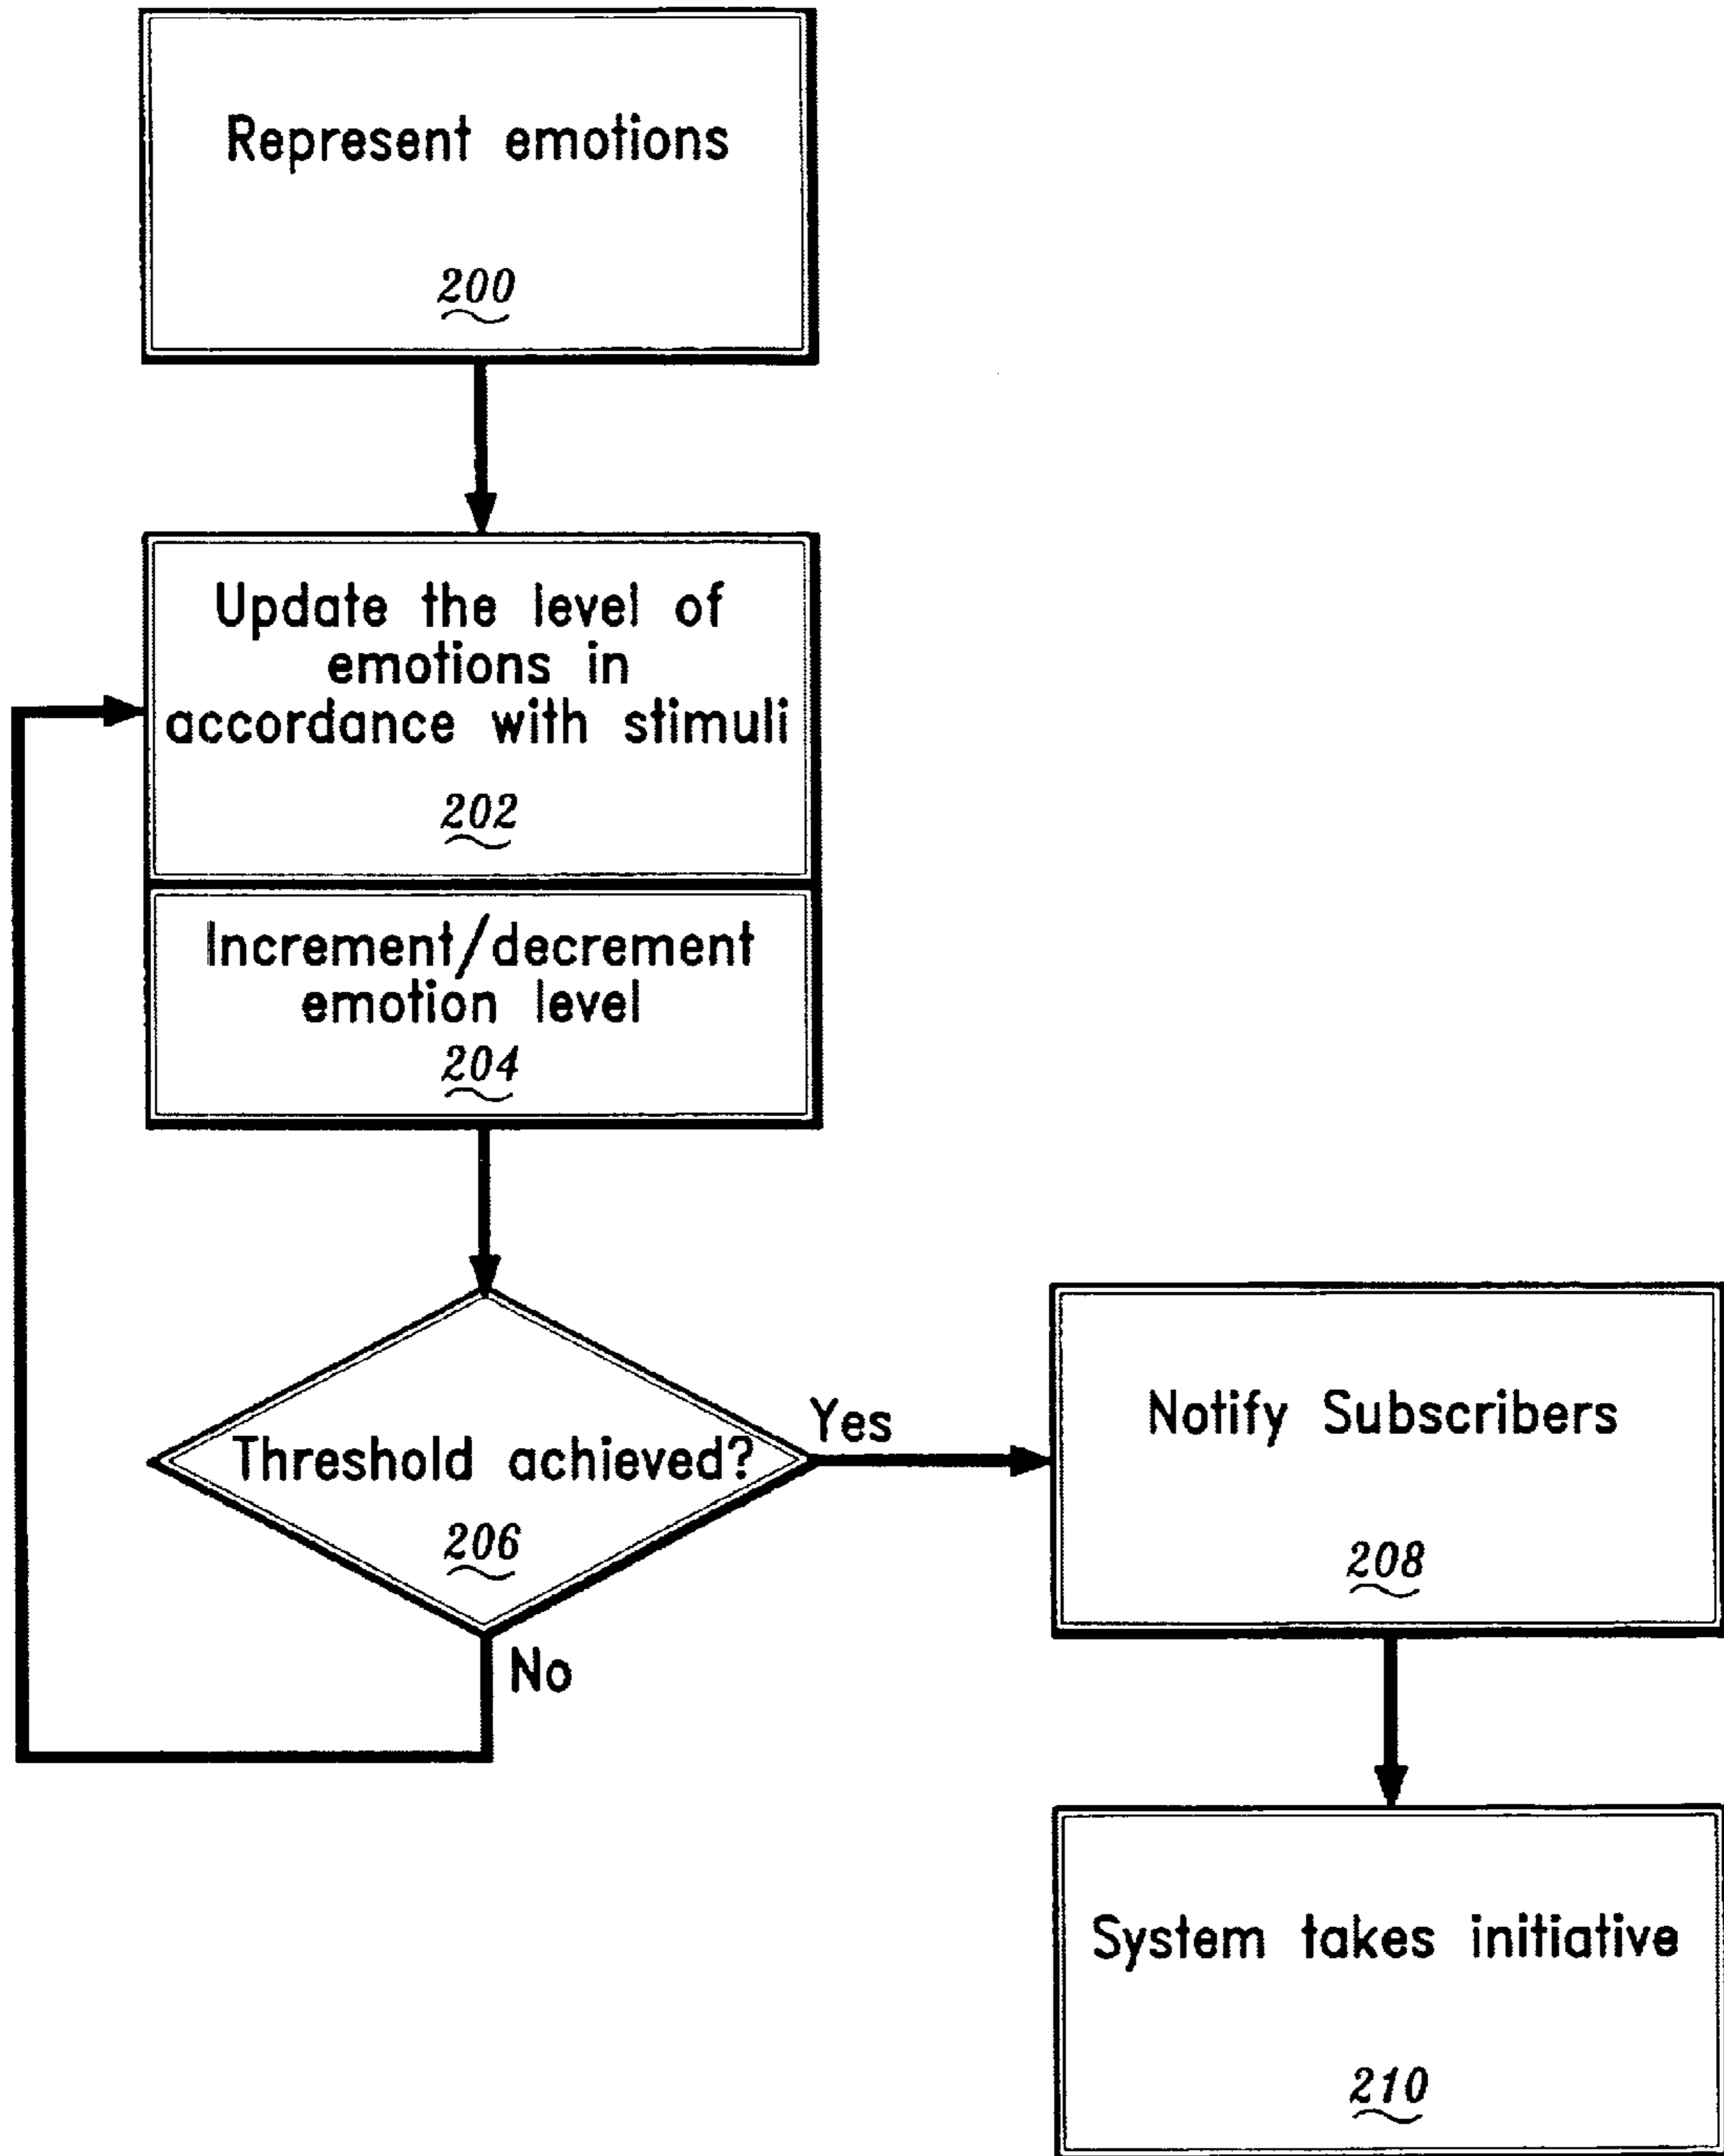 Represent emotions
200
Update the level of
emotions in
accordance with stimuli
202
Increment/decrement
emotion level
204
Threshold achieved?
206
Yes
No
Notify Subscribers
208
System takes initiative
210